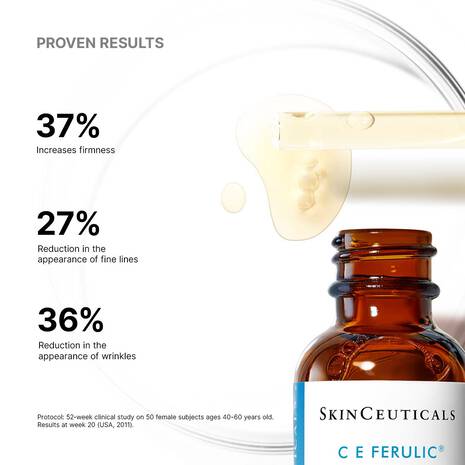 PROVEN RESULTS
37%
Increases firmness
27%
Reduction in the
appearance of fine lines
36%
Reduction in the
appearance of wrinkles
Protocol: 52-week clinical study on 50 female subjects ages 40-60 years old.
Results at week 20 (USA, 2011).
SKINCEUTICALS
C E FERULIC®